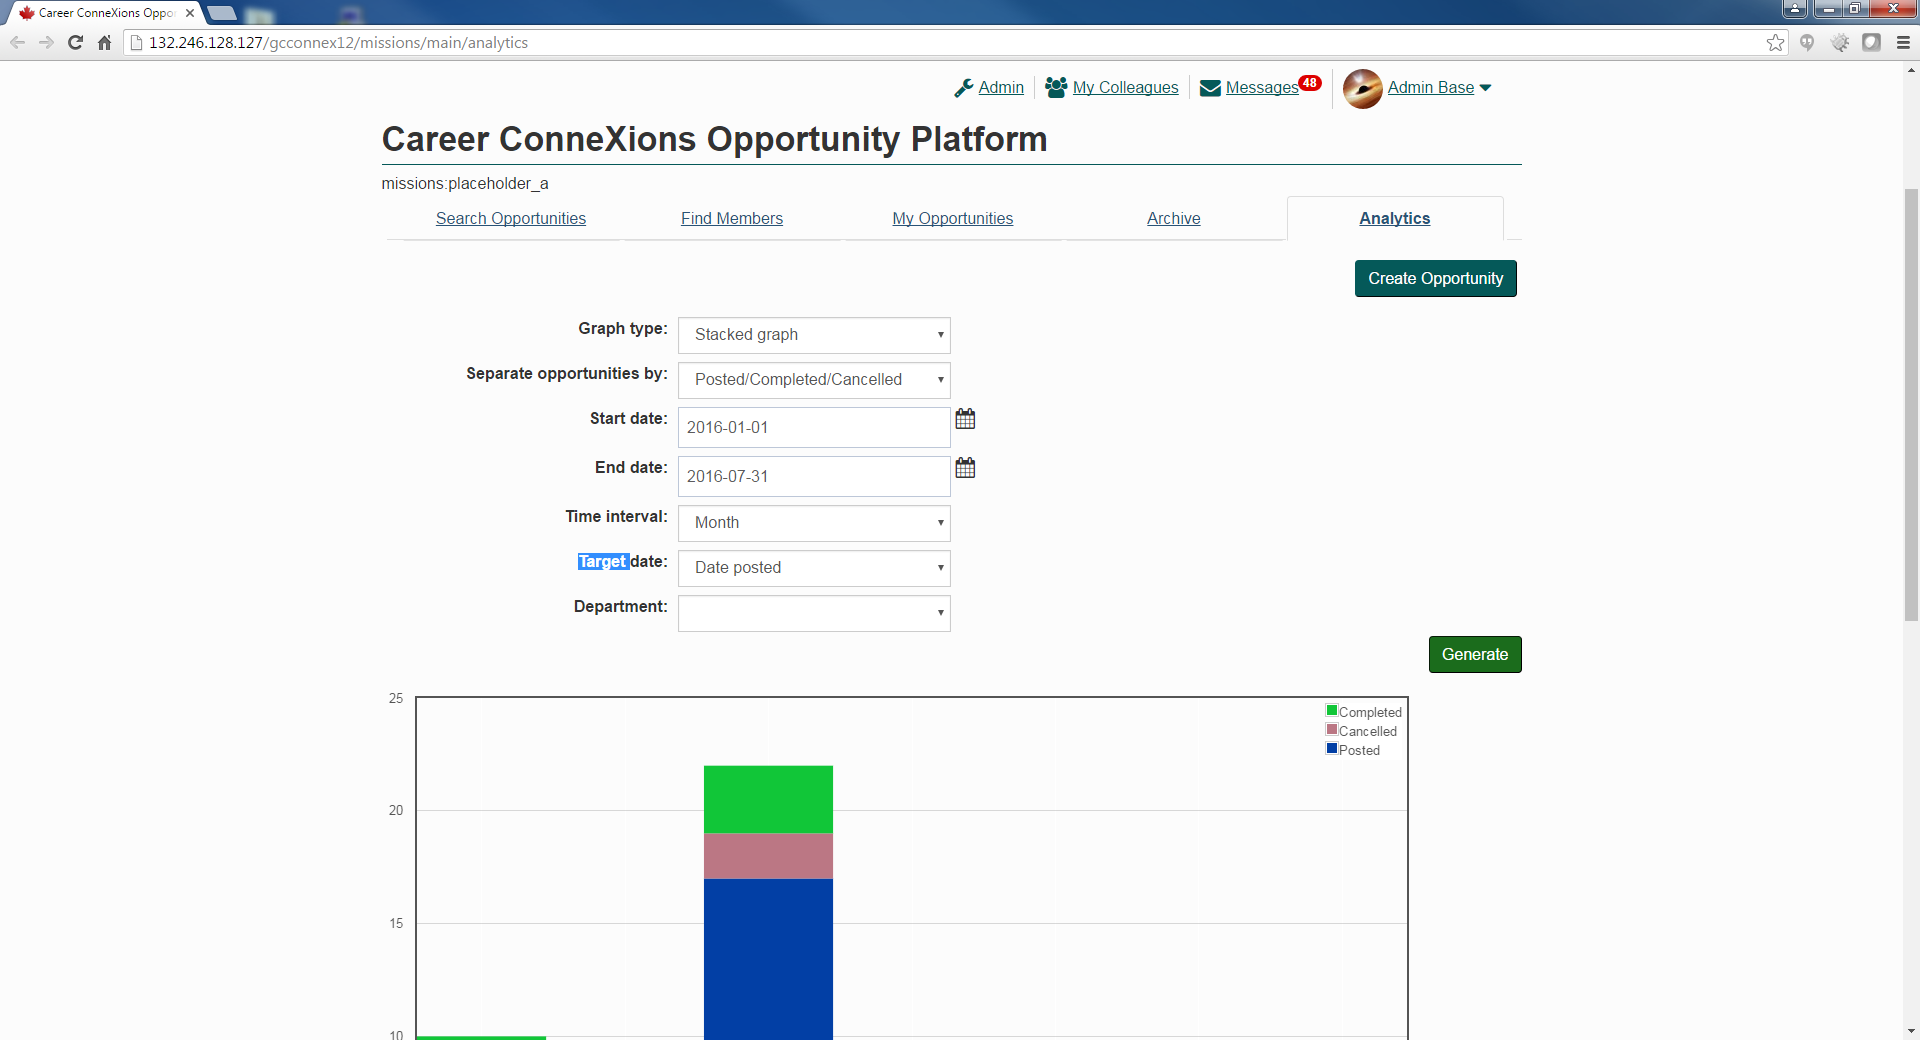 Career ConneXions Oppo
132.246.128.127/gcconnex12/missions/main/analytics
Admin
My Colleagues
Messages 48
Admin Base
Career ConneXions Opportunity Platform
missions:placeholder_a
Search Opportunities
Find Members
My Opportunities
Archive
Analytics
Create Opportunity
Graph type: Stacked graph
Separate opportunities by: Posted/Completed/Cancelled
Start date: 2016-01-01
End date: 2016-07-31
Time interval: Month
Target date: Date posted
Department:
Generate
25
Completed
Cancelled
Posted
20
15
10